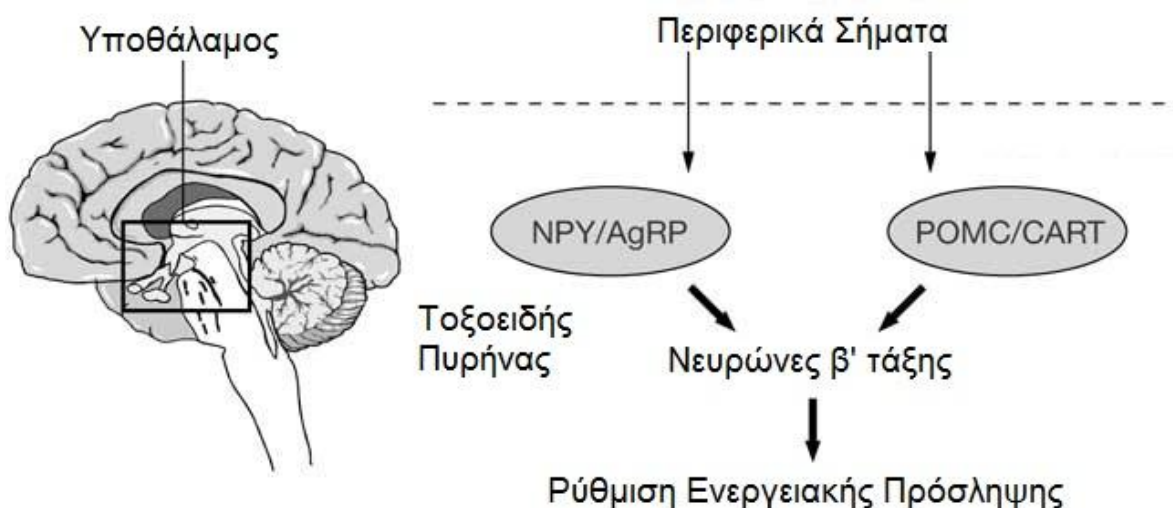 Υποθάλαμος
Περιφερικά Σήματα
NPY/AgRP
POMC/CART
Τοξοειδής
Πυρήνας
Νευρώνες β' τάξης
Ρύθμιση Ενεργειακής Πρόσληψης